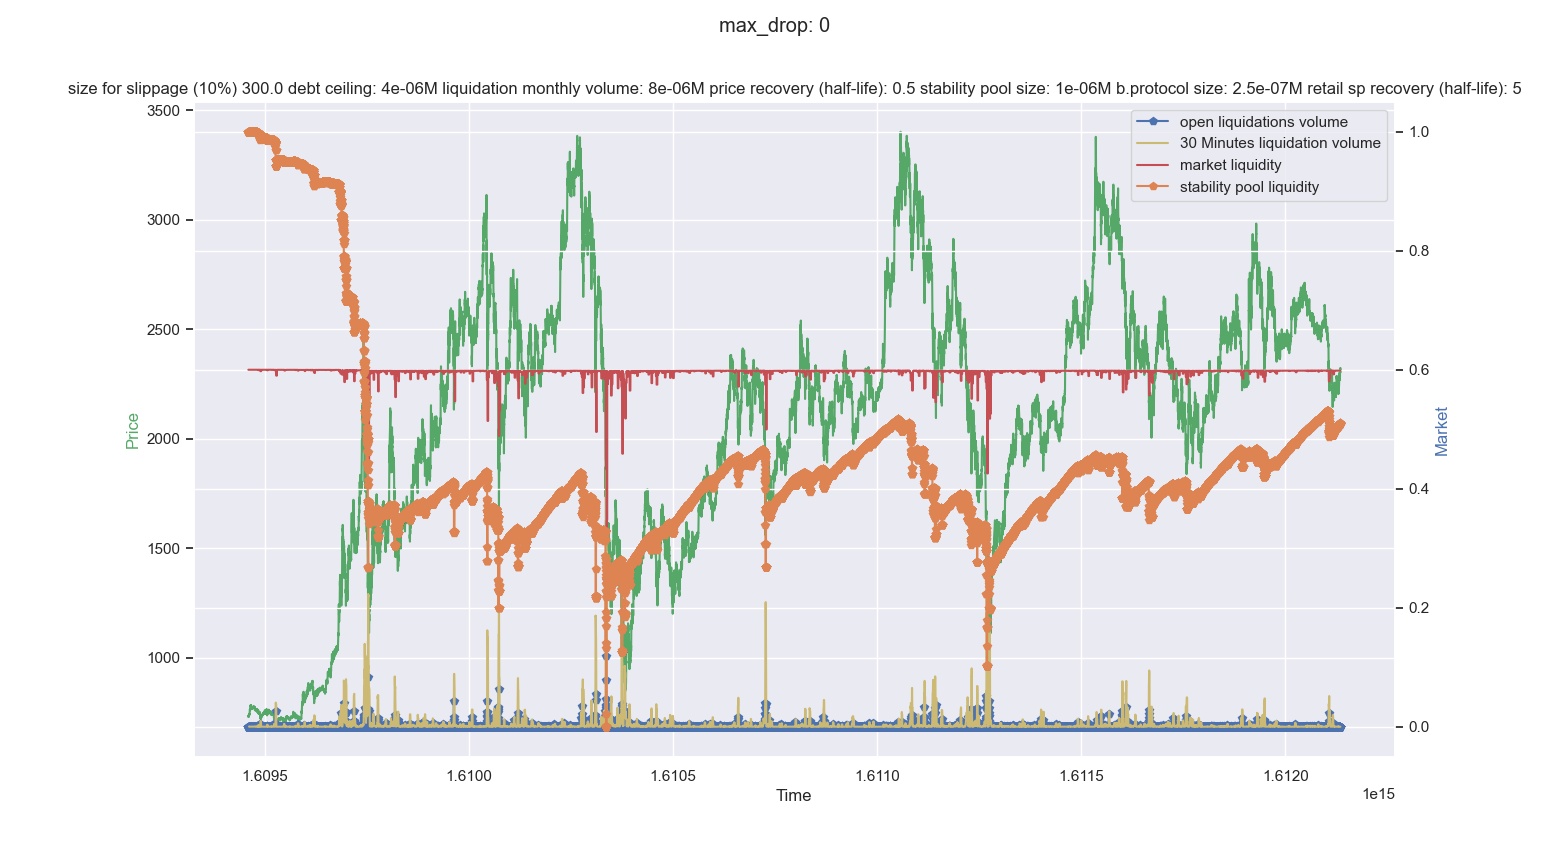 max_drop: 0
size for slippage (10%) 300.0 debt ceiling: 4e-06M liquidation monthly volume: 8e-06M price recovery (half-life): 0.5 stability pool size: 1e-06M b.protocol size: 2.5e-07M retail sp recovery (half-life): 5
open liquidations volume
30 Minutes liquidation volume
market liquidity
stability pool liquidity
3500
3000
2500
2000
1500
1000
Price
1.0
0.8
0.6
0.4
0.2
0.0
Market
1.6095
1.6100
1.6105
1.6110
1.6115
1.6120
Time
1e15